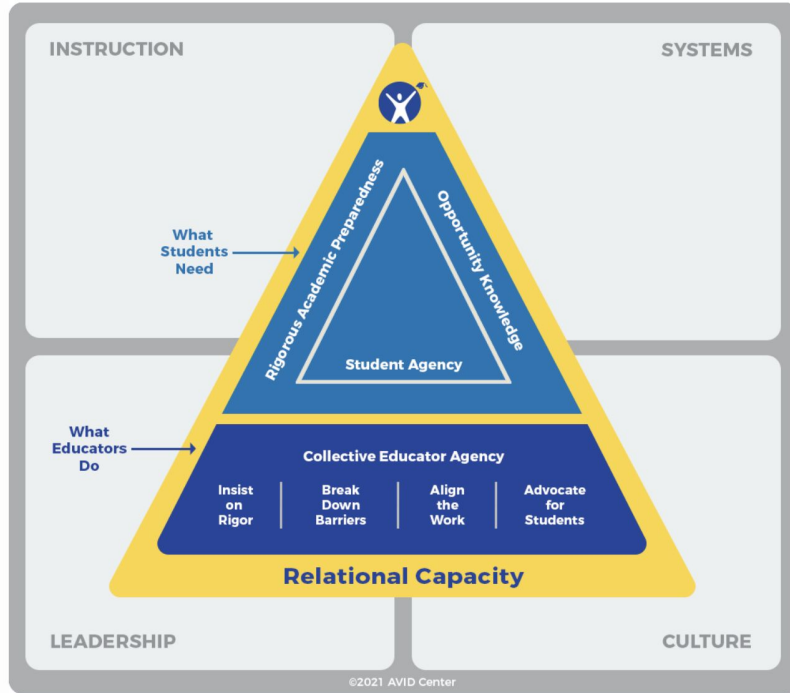 INSTRUCTION
SYSTEMS
Rigorous Academic Preparedness
Opportunity Knowledge
What
Students
Need
Student Agency
What
Educators
Do
Collective Educator Agency
Insist
on
Rigor
Break
Down
Barriers
Align
the
Work
Advocate
for
Students
Relational Capacity
LEADERSHIP
CULTURE
©2021 AVID Center